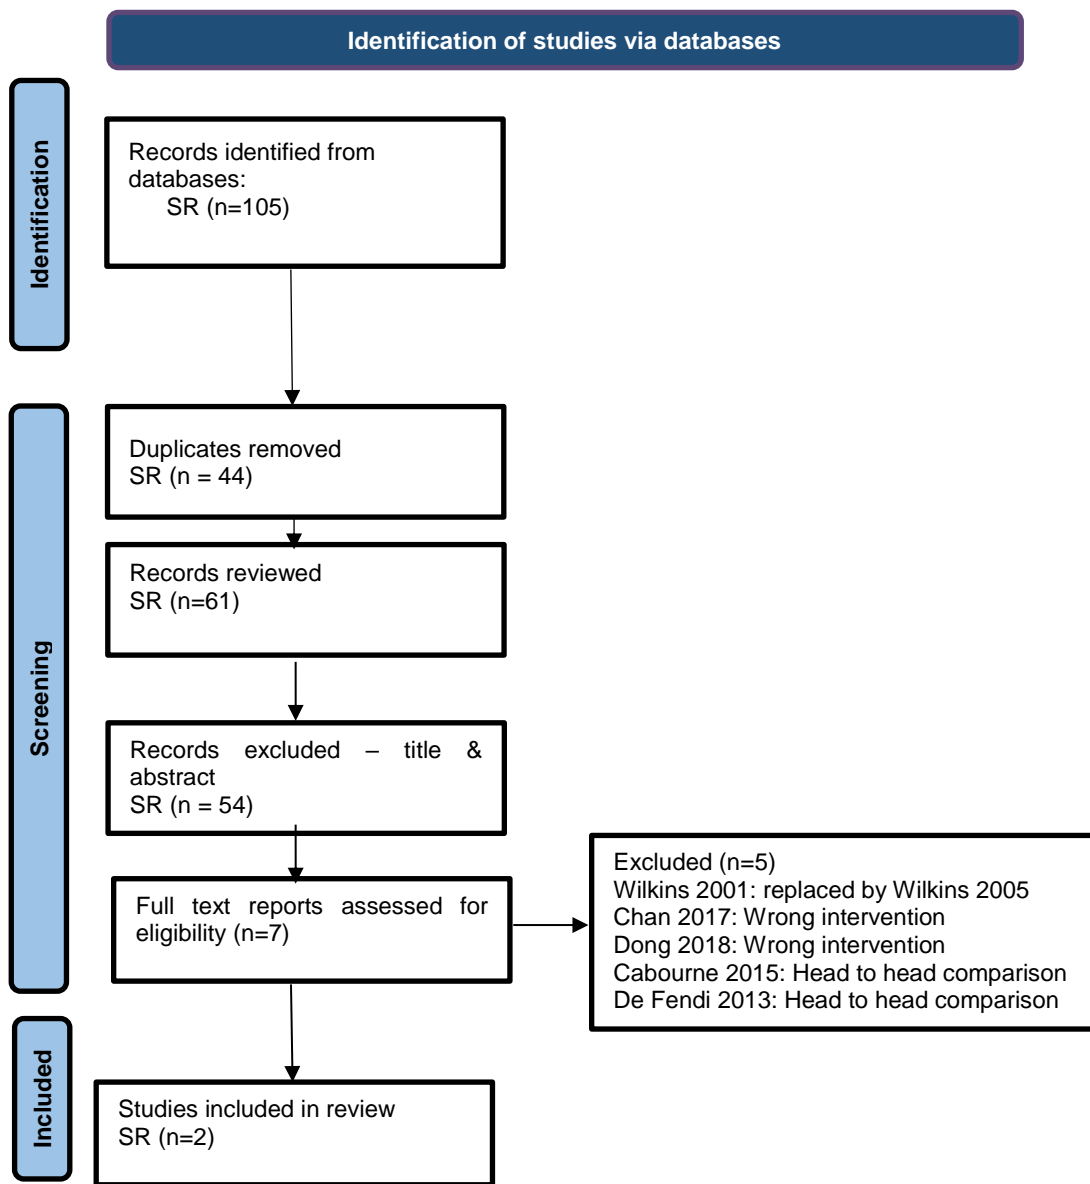 Identification of studies via databases
Identification
Records identified from
databases:
SR (n=105)
Screening
Duplicates removed
SR (n = 44)
Records reviewed
SR (n=61)
Records excluded – title &
abstract
SR (n = 54)
Full text reports assessed for
eligibility (n=7)
Excluded (n=5)
Wilkins 2001: replaced by Wilkins 2005
Chan 2017: Wrong intervention
Dong 2018: Wrong intervention
Cabourne 2015: Head to head comparison
De Fendi 2013: Head to head comparison
Included
Studies included in review
SR (n=2)